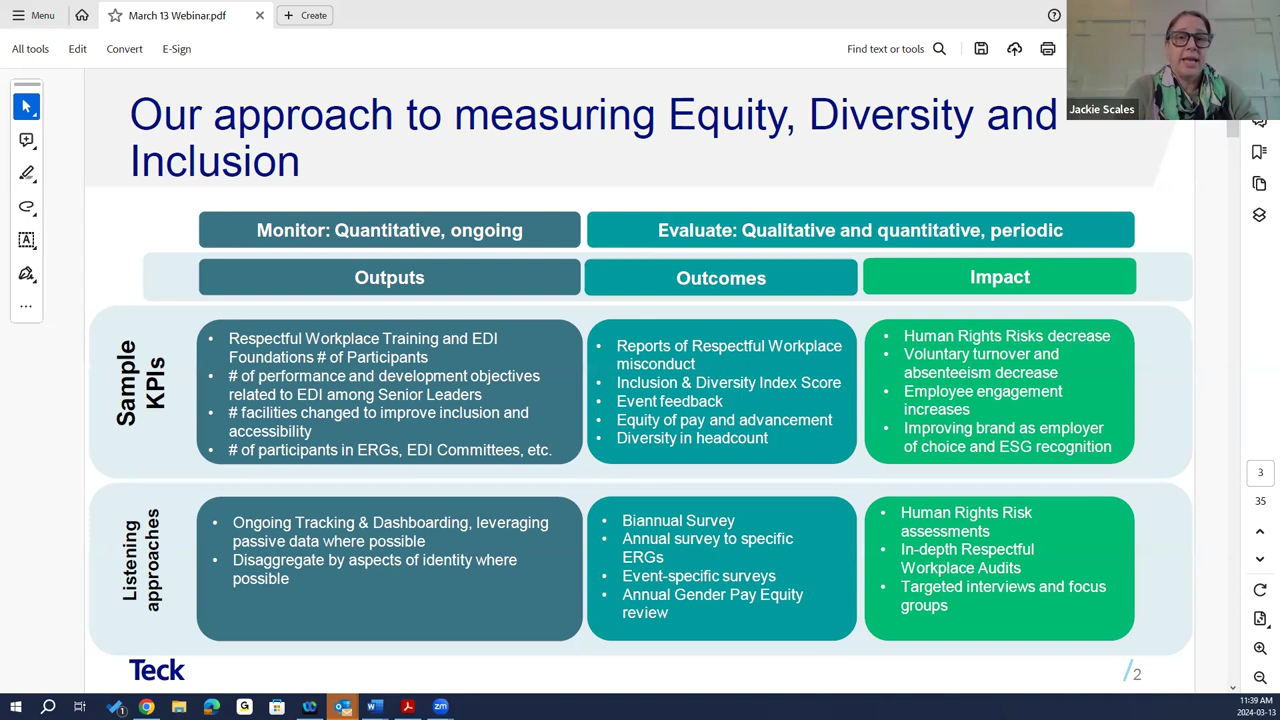 Menu
March 13 Webinar.pdf
Create
All tools
Edit
Convert
E-Sign
Find text or tools
Jackie Scales
Our approach to measuring Equity, Diversity and
Inclusion
Monitor: Quantitative, ongoing
Evaluate: Qualitative and quantitative, periodic
Outputs
Outcomes
Impact
Sample
KPIs
• Respectful Workplace Training and EDI
Foundations # of Participants
• # of performance and development objectives
related to EDI among Senior Leaders
• # facilities changed to improve inclusion and
accessibility
• # of participants in ERGs, EDI Committees, etc.
• Reports of Respectful Workplace
misconduct
• Inclusion & Diversity Index Score
• Event feedback
• Equity of pay and advancement
• Diversity in headcount
• Human Rights Risks decrease
• Voluntary turnover and
absenteeism decrease
• Employee engagement
increases
• Improving brand as employer
of choice and ESG recognition
Listening
approaches
• Ongoing Tracking & Dashboarding, leveraging
passive data where possible
• Disaggregate by aspects of identity where
possible
• Biannual Survey
• Annual survey to specific
ERGs
• Event-specific surveys
• Annual Gender Pay Equity
review
• Human Rights Risk
assessments
• In-depth Respectful
Workplace Audits
• Targeted interviews and focus
groups
Teck
/2
3
35
11:39 AM
2024-03-13